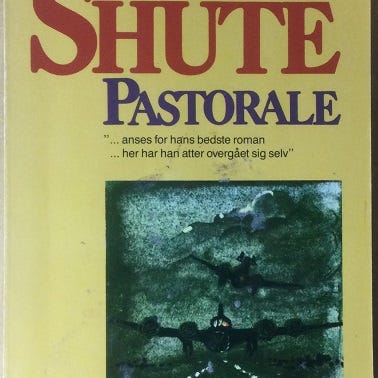 SHUTE
PASTORALE
"... anses for hans bedste roman
... her har han atter overgået sig selv"